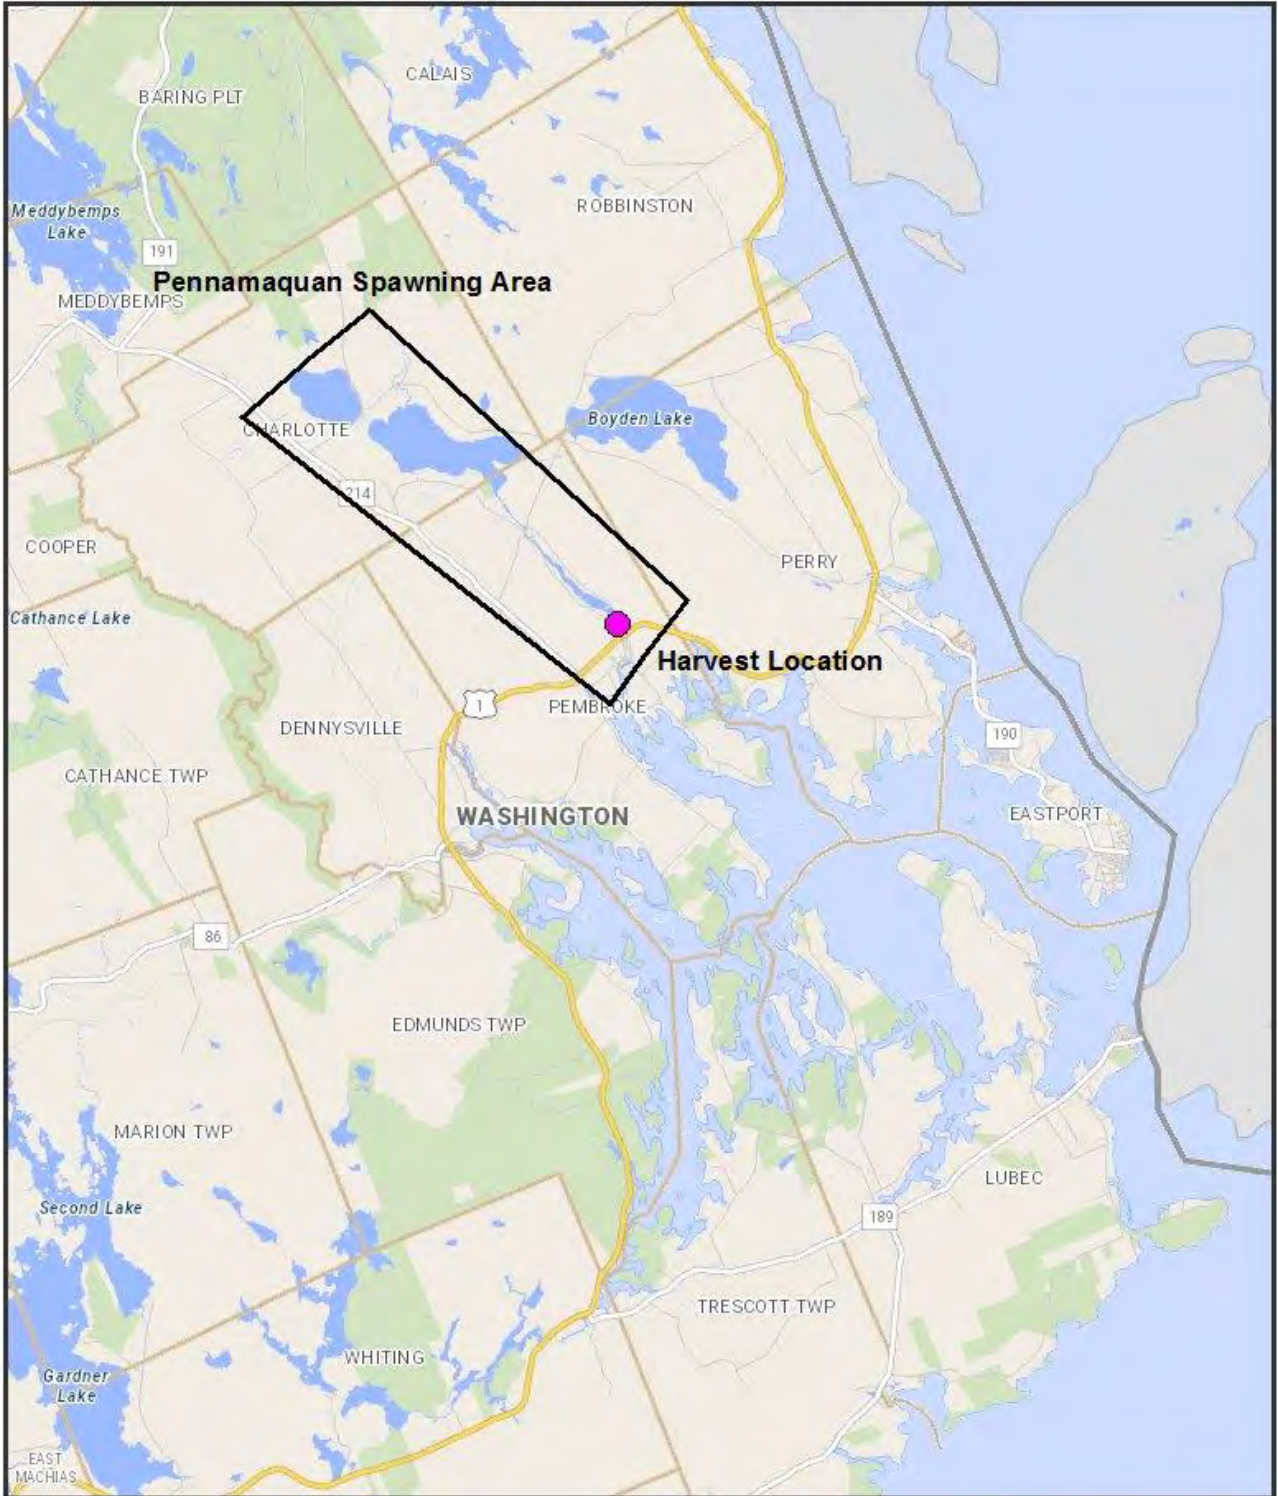 CALAIS
BARING PLT
ROBBINSTON
Meddybemps
Lake
191
Pennamaquan Spawning Area
MEDDYBEMPS
Boyden Lake
CHARLOTTE
214
COOPER
PERRY
Cathance Lake
Harvest Location
1
PEMBROKE
DENNYSVILLE
190
CATHANCE TWP
WASHINGTON
EASTPORT
86
EDMUNDS TWP
MARION TWP
LUBEC
Second Lake
189
TRESCOTT TWP
WHITING
Gardner
Lake
EAST
MACHIAS